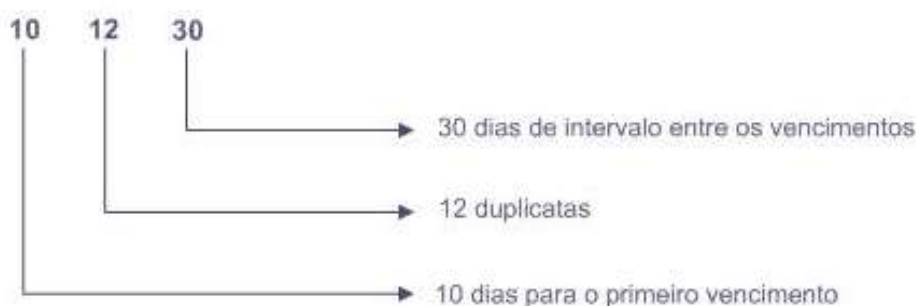 10 12 30
30 dias de intervalo entre os vencimentos
12 duplicatas
10 dias para o primeiro vencimento